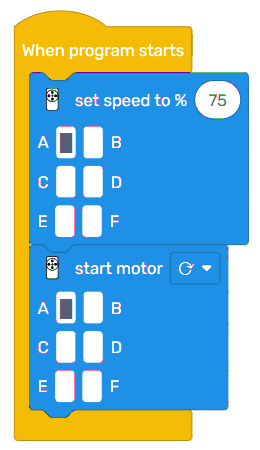 When program starts
set speed to % 75
A B
C D
E F
start motor
A B
C D
E F